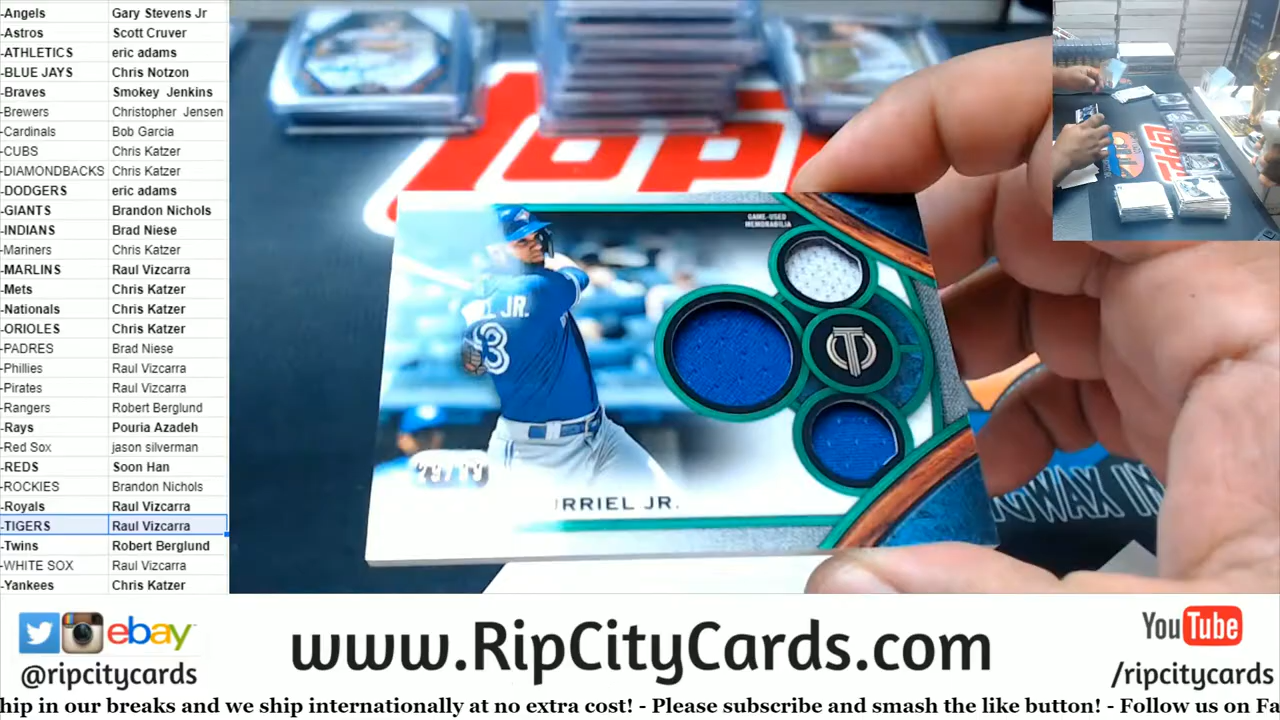 -Angels Gary Stevens Jr
-Astros Scott Cruver
-ATHLETICS eric adams
-BLUE JAYS Chris Notzon
-Braves Smokey Jenkins
-Brewers Christopher Jensen
-Cardinals Bob Garcia
-CUBS Chris Katzer
-DIAMONDBACKS Chris Katzer
-DODGERS eric adams
-GIANTS Brandon Nichols
-INDIANS Brad Niese
-Mariners Chris Katzer
-MARLINS Raul Vizcarra
-Mets Chris Katzer
-Nationals Chris Katzer
-ORIOLES Chris Katzer
-PADRES Brad Niese
-Phillies Raul Vizcarra
-Pirates Raul Vizcarra
-Rangers Robert Berglund
-Rays Pouria Azadeh
-Red Sox jason silverman
-REDS Soon Han
-ROCKIES Brandon Nichols
-Royals Raul Vizcarra
-TIGERS Raul Vizcarra
-Twins Robert Berglund
-WHITE SOX Raul Vizcarra
-Yankees Chris Katzer
TOPP
GAME-USED
MEMORABILIA
JR.
3
URRIEL JR.
NGWAX IN
ebay
@ripcitycards
www.RipCityCards.com
YouTube
/ripcitycards
hip in our breaks and we ship internationally at no extra cost! - Please subscribe and smash the like button! - Follow us on Fa